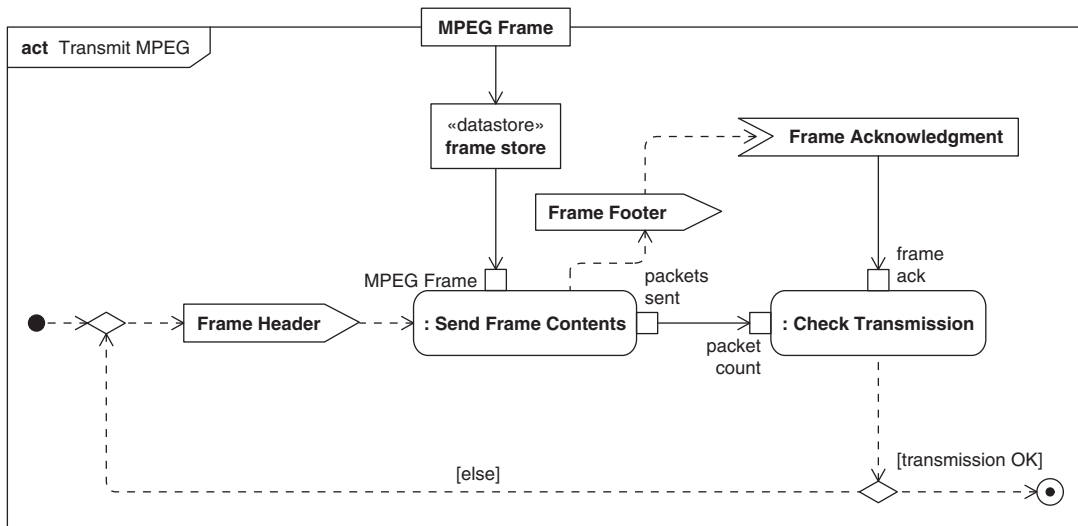 MPEG Frame
act Transmit MPEG
«datastore»
frame store
Frame Acknowledgment
Frame Footer
MPEG Frame
packets
sent
frame
ack
Frame Header
: Send Frame Contents
: Check Transmission
packet
count
[else]
[transmission OK]